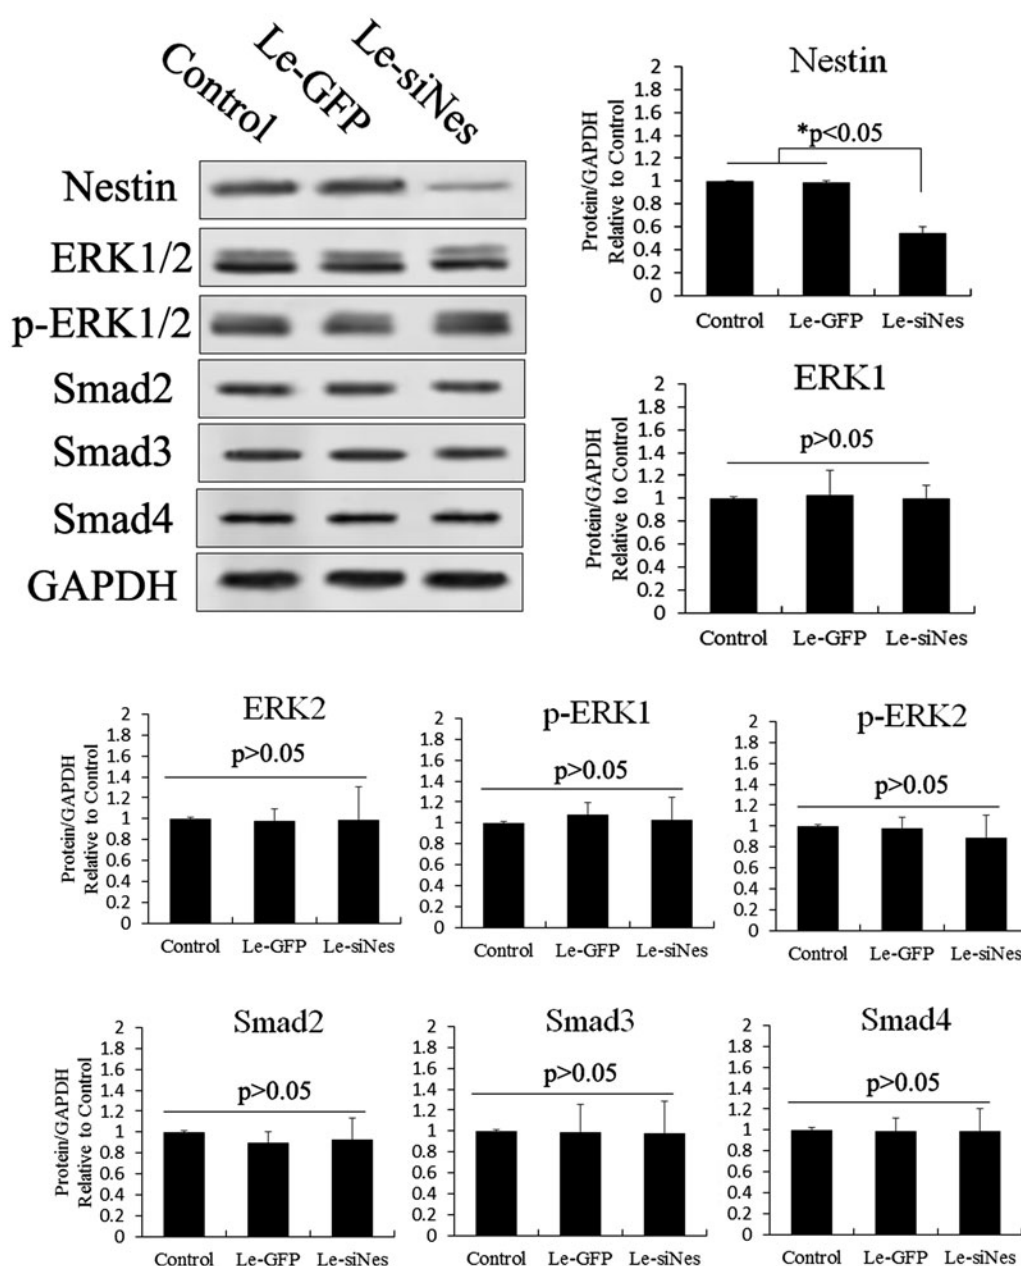 Control
Le-GFP
Le-siNes
Nestin
ERK1/2
p-ERK1/2
Smad2
Smad3
Smad4
GAPDH
Nestin
Protein/GAPDH
Relative to Control
2
1.8
1.6
1.4
1.2
1
0.8
0.6
0.4
0.2
0
*p<0.05
Control Le-GFP Le-siNes
ERK1
Protein/GAPDH
Relative to Control
2
1.8
1.6
1.4
1.2
1
0.8
0.6
0.4
0.2
0
p>0.05
Control Le-GFP Le-siNes
ERK2
Protein/GAPDH
Relative to Control
2
1.8
1.6
1.4
1.2
1
0.8
0.6
0.4
0.2
0
p>0.05
Control Le-GFP Le-siNes
p-ERK1
2
1.8
1.6
1.4
1.2
1
0.8
0.6
0.4
0.2
0
p>0.05
Control Le-GFP Le-siNes
p-ERK2
2
1.8
1.6
1.4
1.2
1
0.8
0.6
0.4
0.2
0
p>0.05
Control Le-GFP Le-siNes
Smad2
Protein/GAPDH
Relative to Control
2
1.8
1.6
1.4
1.2
1
0.8
0.6
0.4
0.2
0
p>0.05
Control Le-GFP Le-siNes
Smad3
2
1.8
1.6
1.4
1.2
1
0.8
0.6
0.4
0.2
0
p>0.05
Control Le-GFP Le-siNes
Smad4
2
1.8
1.6
1.4
1.2
1
0.8
0.6
0.4
0.2
0
p>0.05
Control Le-GFP Le-siNes